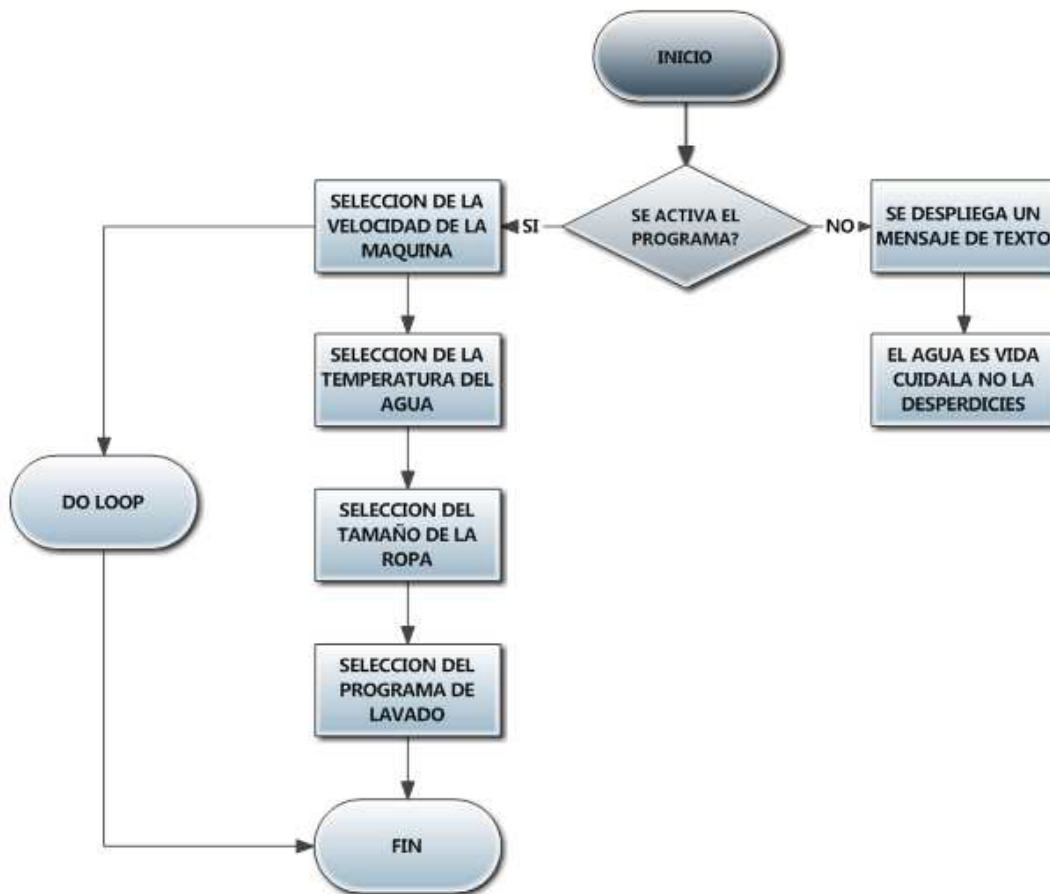 INICIO
SE ACTIVA EL
PROGRAMA?
SI
NO
SELECCION DE LA
VELOCIDAD DE LA
MAQUINA
SE DESPLIEGA UN
MENSAJE DE TEXTO
SELECCION DE LA
TEMPERATURA DEL
AGUA
EL AGUA ES VIDA
CUIDALA NO LA
DESPERDICIES
DO LOOP
SELECCION DEL
TAMAÑO DE LA
ROPA
SELECCION DEL
PROGRAMA DE
LAVADO
FIN